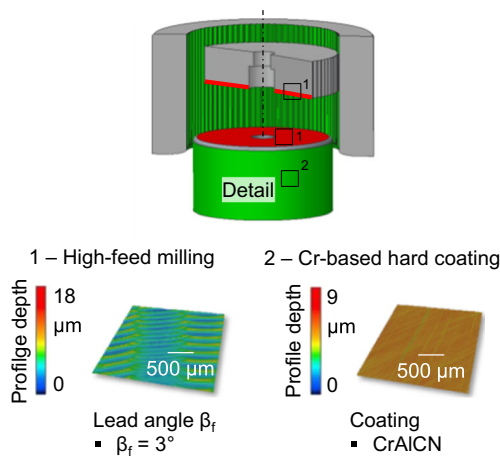 1
1
2
Detail
1 – High-feed milling
2 – Cr-based hard coating
Profilge depth
18
µm
0
500 µm
Profile depth
9
µm
0
500 µm
Lead angle βf
▪ βf = 3°
Coating
▪ CrAlCN